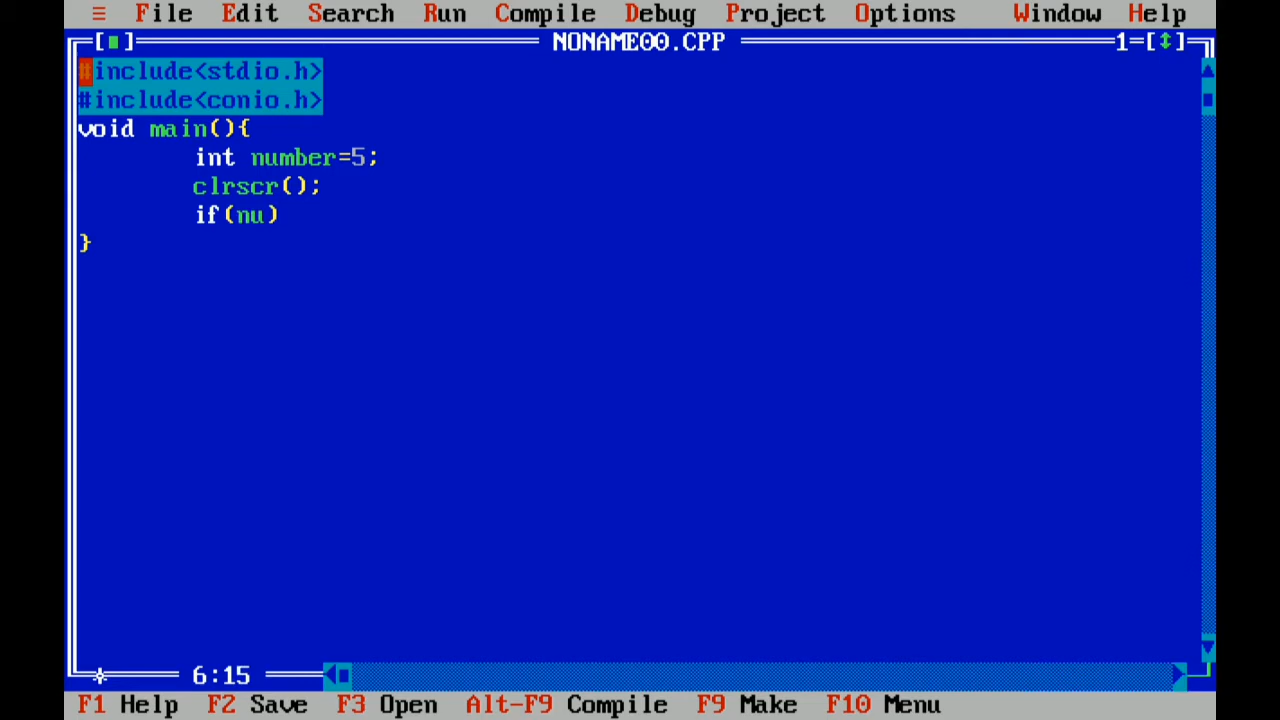 ≡ File Edit Search Run Compile Debug Project Options Window Help
[■] NONAME00.CPP 1=[↕]
#include<stdio.h>
#include<conio.h>
void main(){
int number=5;
clrscr();
if(nu)
}
6:15
F1 Help F2 Save F3 Open Alt-F9 Compile F9 Make F10 Menu